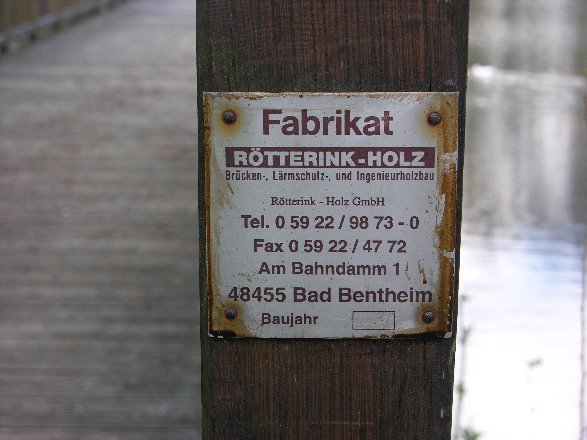 Fabrikat
RÖTTERINK-HOLZ
Brücken-, Lärmschutz-, und Ingenieurholzbau
Rötterink - Holz GmbH
Tel. 0 59 22 / 98 73 - 0
Fax 0 59 22 / 47 72
Am Bahndamm 1
48455 Bad Bentheim
Baujahr